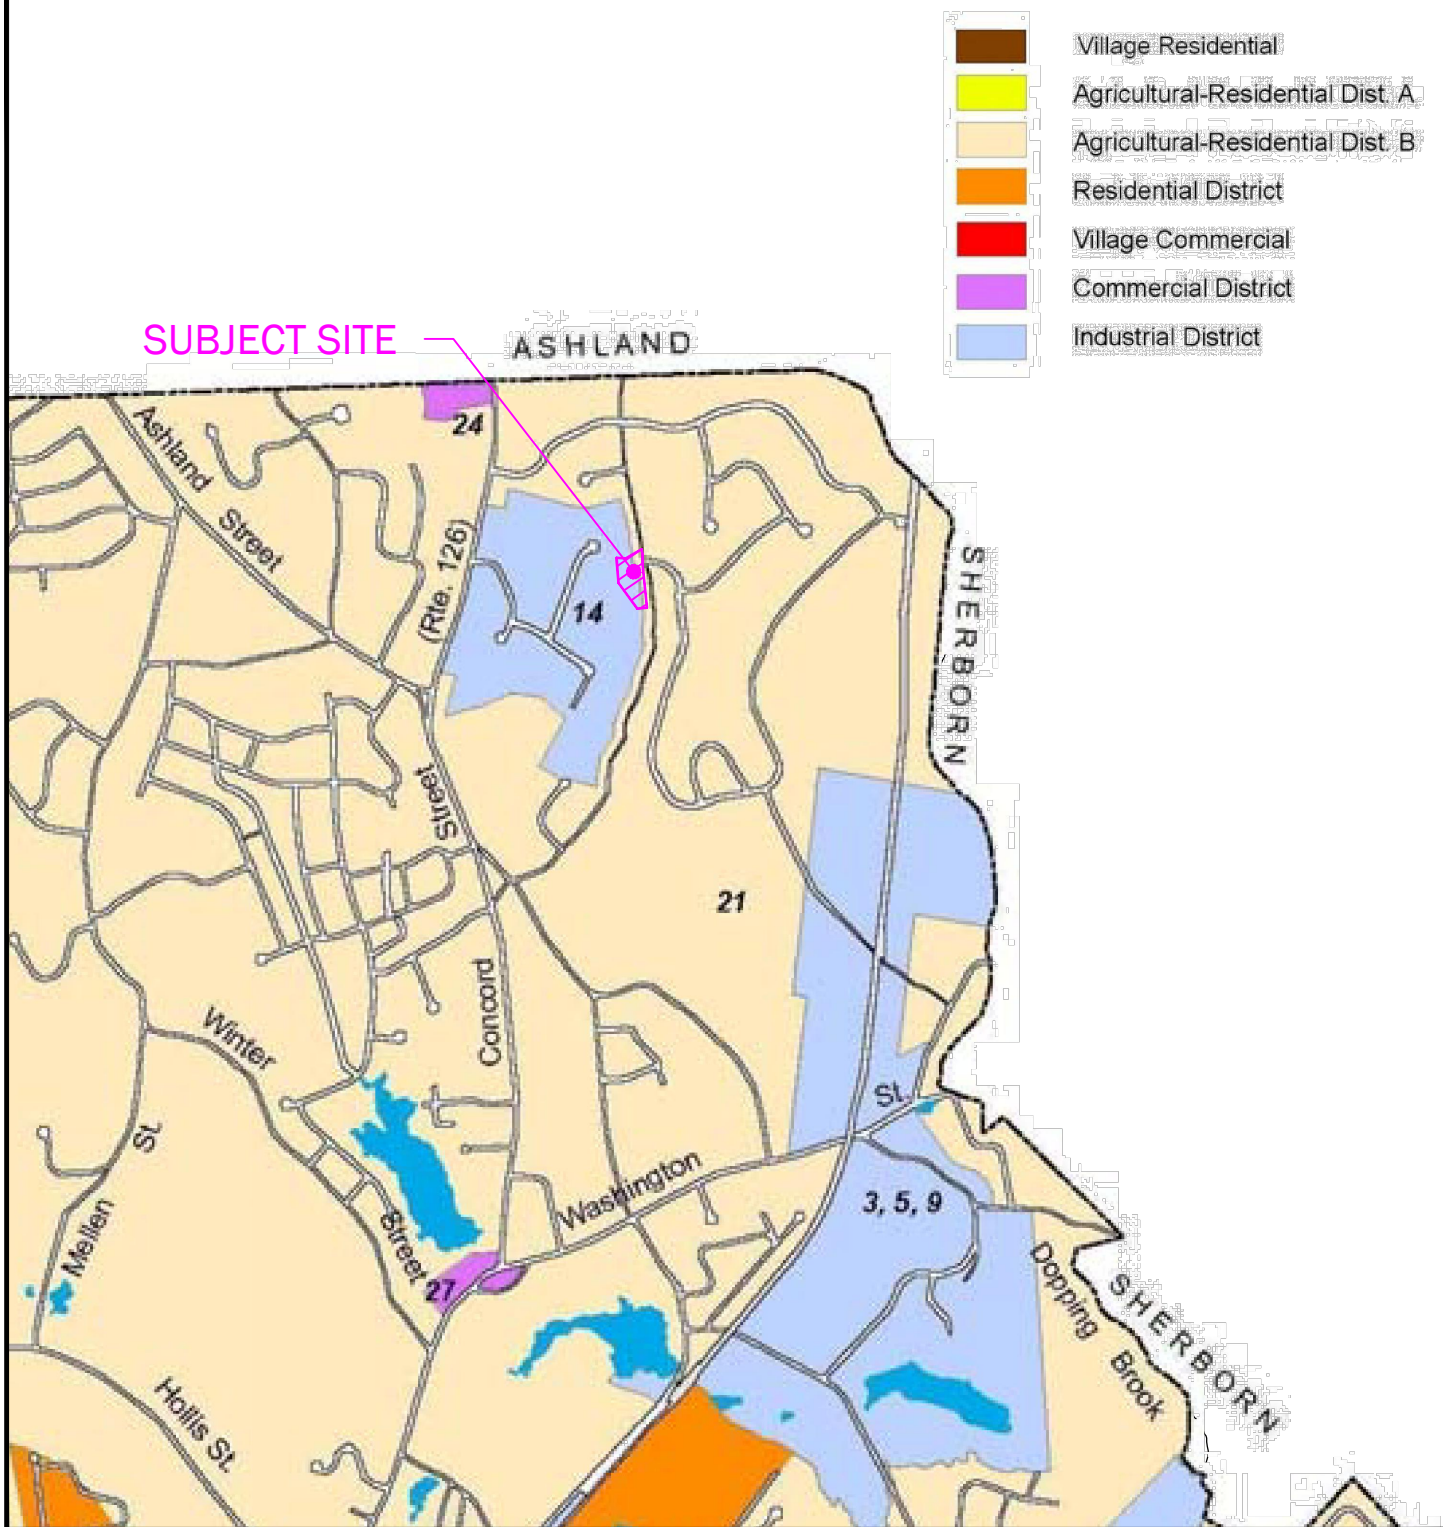 Village Residential
Agricultural-Residential Dist. A
Agricultural-Residential Dist. B
Residential District
Village Commercial
Commercial District
Industrial District
SUBJECT SITE
ASHLAND
24
Ashland
Street
(Rte. 126)
14
SHERBORN
Street
21
Concord
Winter
St.
St.
Washington
3, 5, 9
Mellen
Street
27
Dopping
Brook
SHERBORN
Hollis St.